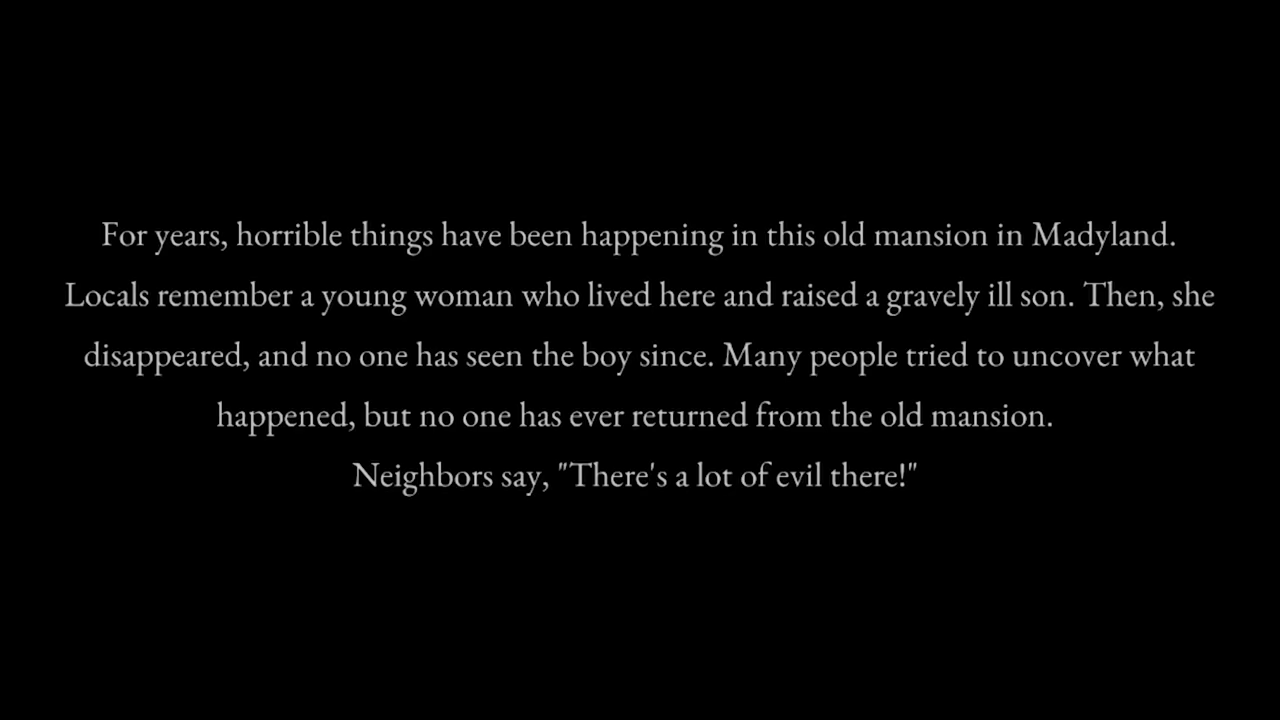 For years, horrible things have been happening in this old mansion in Madyland.
Locals remember a young woman who lived here and raised a gravely ill son. Then, she
disappeared, and no one has seen the boy since. Many people tried to uncover what
happened, but no one has ever returned from the old mansion.
Neighbors say, "There's a lot of evil there!"